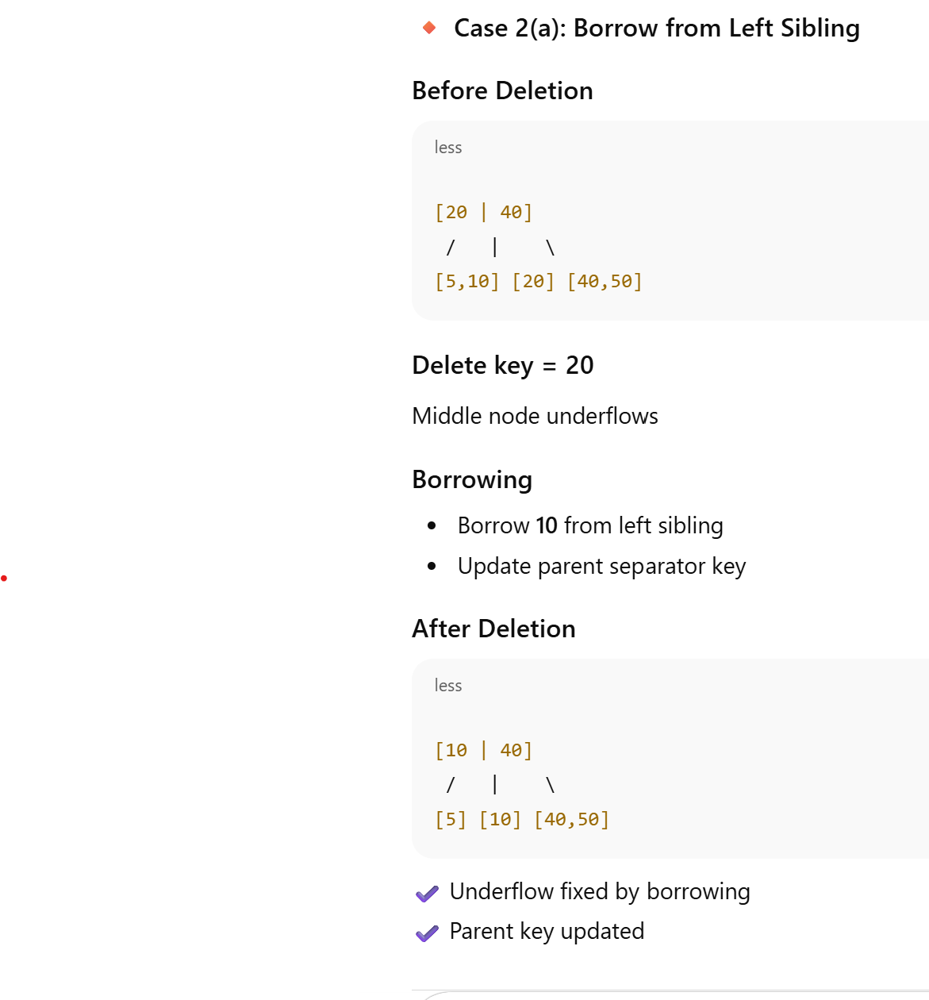 Case 2(a): Borrow from Left Sibling
Before Deletion
less
[20 | 40]
/ | \
[5,10] [20] [40,50]
Delete key = 20
Middle node underflows
Borrowing
• Borrow 10 from left sibling
• Update parent separator key
After Deletion
less
[10 | 40]
/ | \
[5] [10] [40,50]
✔ Underflow fixed by borrowing
✔ Parent key updated